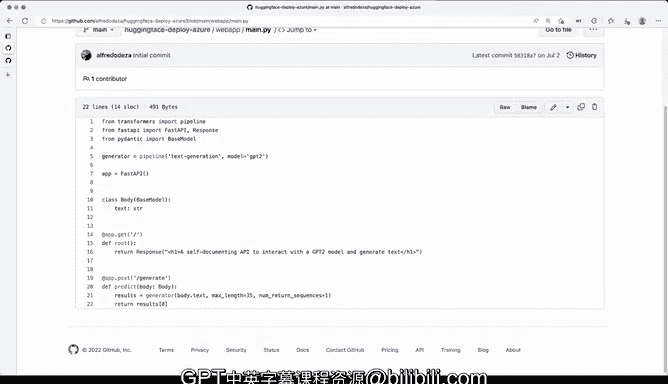 huggingface-deploy-azure/main.py at main · alfredodeza/huggingface-deploy-azure
https://github.com/alfredodeza/huggingface-deploy-azure/blob/main/webapp/main.py
main
huggingface-deploy-azure / webapp / main.py / <> Jump to
Go to file
...
alfredodeza initial commit
Latest commit 56318a7 on Jul 2
History
1 contributor
22 lines (14 sloc) 491 Bytes
Raw
Blame
1 from transformers import pipeline
2 from fastapi import FastAPI, Response
3 from pydantic import BaseModel
4
5 generator = pipeline('text-generation', model='gpt2')
6
7 app = FastAPI()
8
9
10 class Body(BaseModel):
11     text: str
12
13
14 @app.get('/')
15 def root():
16     return Response("<h1>A self-documenting API to interact with a GPT2 model and generate text</h1>")
17
18
19 @app.post('/generate')
20 def predict(body: Body):
21     results = generator(body.text, max_length=35, num_return_sequences=1)
22     return results[0]
© 2022 GitHub, Inc.
Terms
Privacy
Security
Status
Docs
Contact GitHub
Pricing
API
Training
Blog
About
GPT中英字幕课程资源@bilibili.com